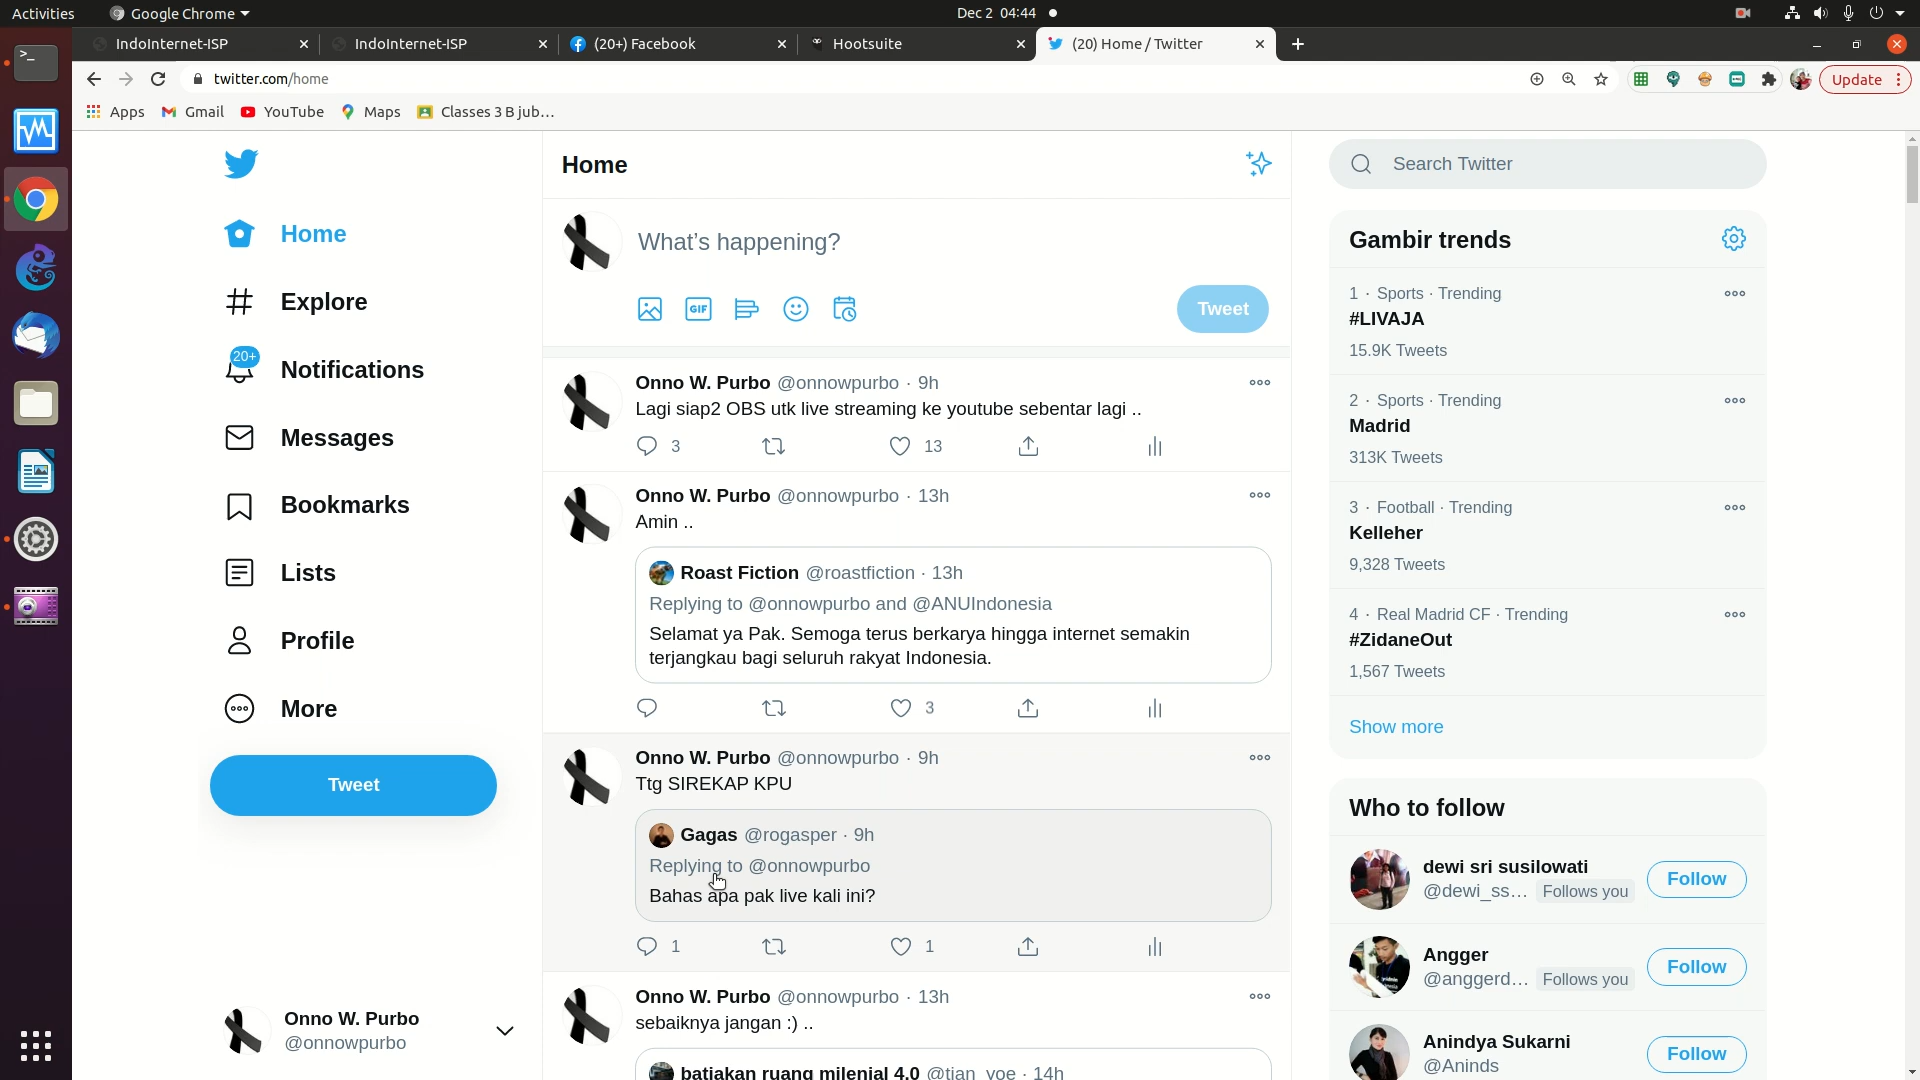 Activities
Google Chrome
Dec 2 04:44
IndoInternet-ISP
IndoInternet-ISP
(20+) Facebook
Hootsuite
(20) Home / Twitter
twitter.com/home
Update
Apps
Gmail
YouTube
Maps
Classes 3 B jub...
Home
Explore
20+
Notifications
Messages
Bookmarks
Lists
Profile
More
Tweet
Onno W. Purbo
@onnowpurbo
Home
What's happening?
GIF
Tweet
Onno W. Purbo @onnowpurbo · 9h
Lagi siap2 OBS utk live streaming ke youtube sebentar lagi ..
3 13
Onno W. Purbo @onnowpurbo · 13h
Amin ..
Roast Fiction @roastfiction · 13h
Replying to @onnowpurbo and @ANUIndonesia
Selamat ya Pak. Semoga terus berkarya hingga internet semakin
terjangkau bagi seluruh rakyat Indonesia.
3
Onno W. Purbo @onnowpurbo · 9h
Ttg SIREKAP KPU
Gagas @rogasper · 9h
Replying to @onnowpurbo
Bahas apa pak live kali ini?
1 1
Onno W. Purbo @onnowpurbo · 13h
sebaiknya jangan :) ..
batiakan ruang milenial 4.0 @tian_yoe · 14h
Search Twitter
Gambir trends
1 · Sports · Trending
#LIVAJA
15.9K Tweets
2 · Sports · Trending
Madrid
313K Tweets
3 · Football · Trending
Kelleher
9,328 Tweets
4 · Real Madrid CF · Trending
#ZidaneOut
1,567 Tweets
Show more
Who to follow
dewi sri susilowati
@dewi_ss... Follows you
Follow
Angger
@anggerd... Follows you
Follow
Anindya Sukarni
@Aninds
Follow